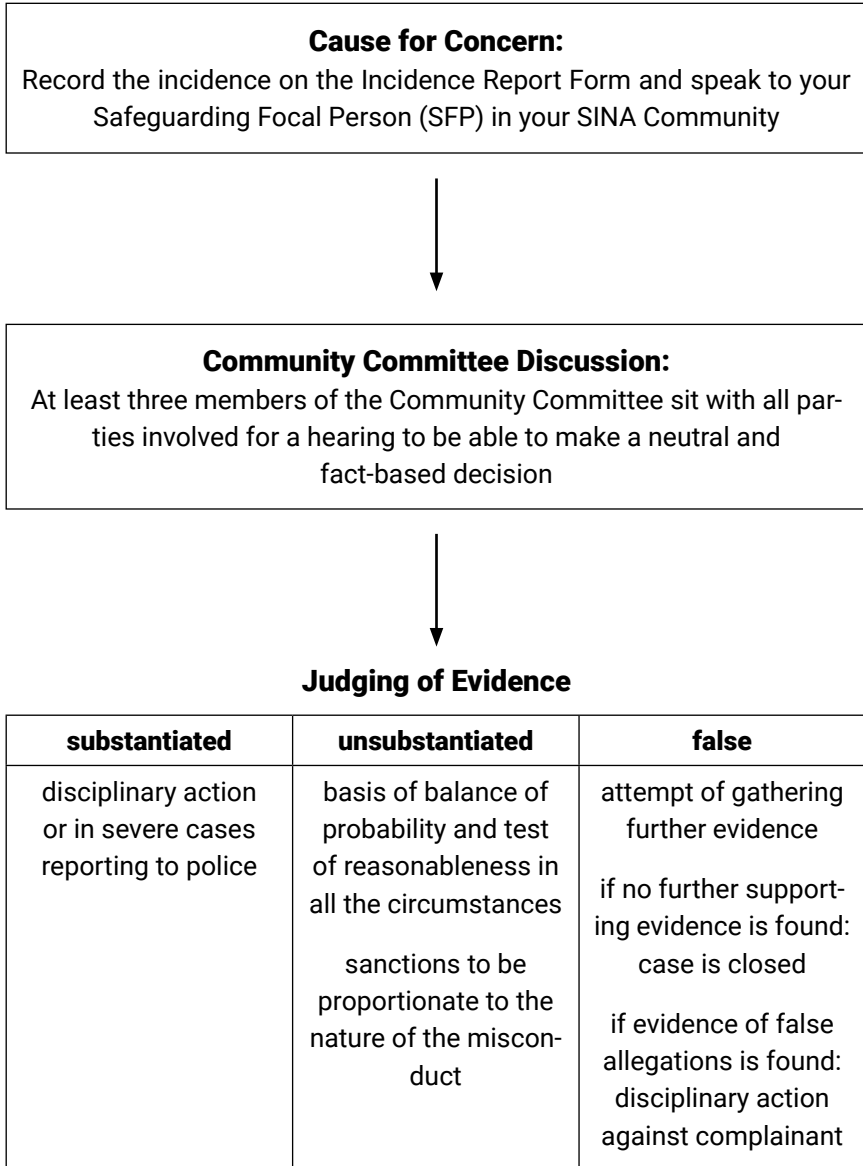 Cause for Concern:
Record the incidence on the Incidence Report Form and speak to your
Safeguarding Focal Person (SFP) in your SINA Community
Community Committee Discussion:
At least three members of the Community Committee sit with all par-
ties involved for a hearing to be able to make a neutral and
fact-based decision
Judging of Evidence
substantiated
disciplinary action
or in severe cases
reporting to police
unsubstantiated
basis of balance of
probability and test
of reasonableness in
all the circumstances
sanctions to be
proportionate to the
nature of the miscon-
duct
false
attempt of gathering
further evidence
if no further support-
ing evidence is found:
case is closed
if evidence of false
allegations is found:
disciplinary action
against complainant